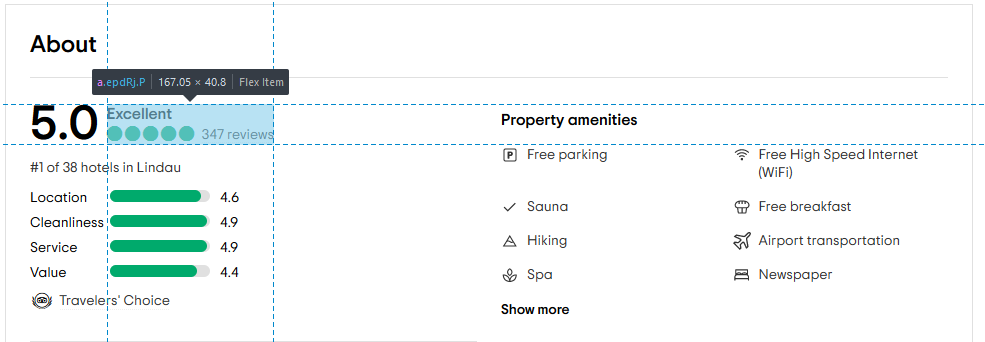 About
a.epdRj.P 167.05 × 40.8 Flex Item
5.0
Excellent
347 reviews
#1 of 38 hotels in Lindau
Location 4.6
Cleanliness 4.9
Service 4.9
Value 4.4
Travelers' Choice
Property amenities
P Free parking
Free High Speed Internet
(WiFi)
Sauna
Free breakfast
Hiking
Airport transportation
Spa
Newspaper
Show more